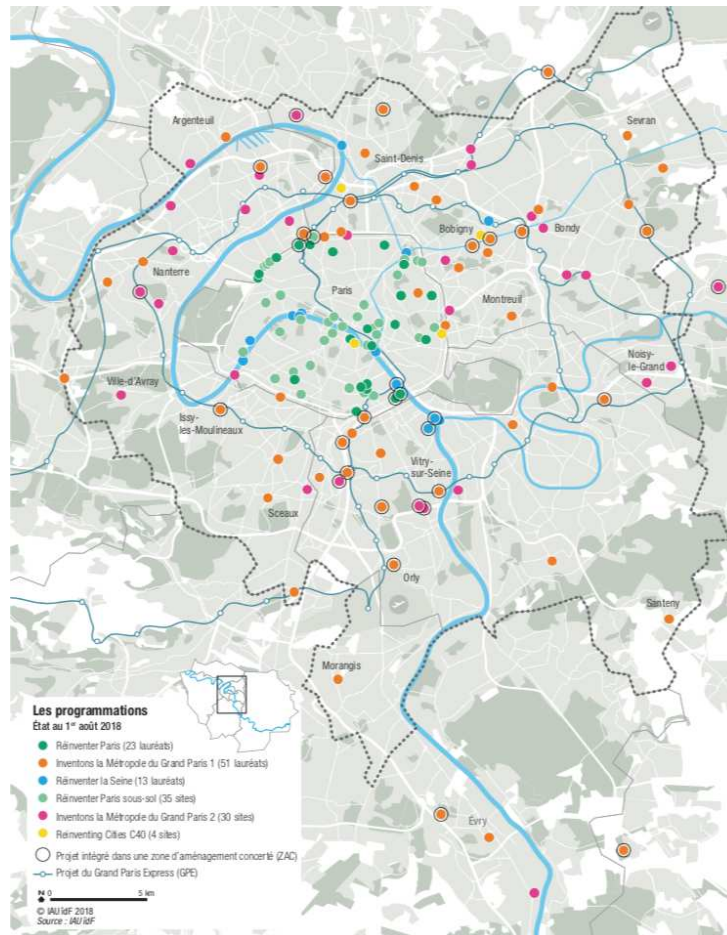 Argenteuil
Sevran
Saint-Denis
Bobigny
Bondy
Nanterre
Paris
Montreuil
Noisy-
le-Grand
Ville-d'Avray
Issy-
les-Moulineaux
Vitry-
sur-Seine
Sceaux
Orly
Santeny
Morangis
Évry
Les programmations
État au 1er août 2018
Réinventer Paris (23 lauréats)
Inventons la Métropole du Grand Paris 1 (51 lauréats)
Réinventer la Seine (13 lauréats)
Réinventer Paris sous-sol (35 sites)
Inventons la Métropole du Grand Paris 2 (30 sites)
Reinventing Cities C40 (4 sites)
Projet intégré dans une zone d'aménagement concerté (ZAC)
Projet du Grand Paris Express (GPE)
N 0 5 km
© IAU îdF 2018
Source : IAU îdF